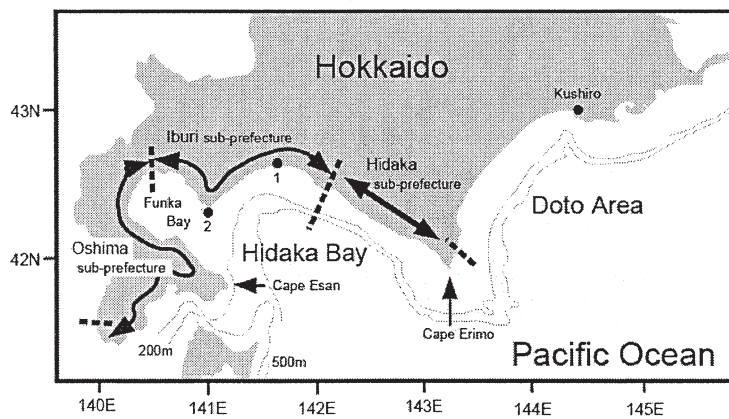 Hokkaido
Kushiro
43N
Iburi sub-prefecture
1
Hidaka
sub-prefecture
Funka
Bay
2
Doto Area
Oshima
sub-prefecture
Hidaka Bay
42N
Cape Esan
Cape Erimo
200m
500m
Pacific Ocean
140E
141E
142E
143E
144E
145E